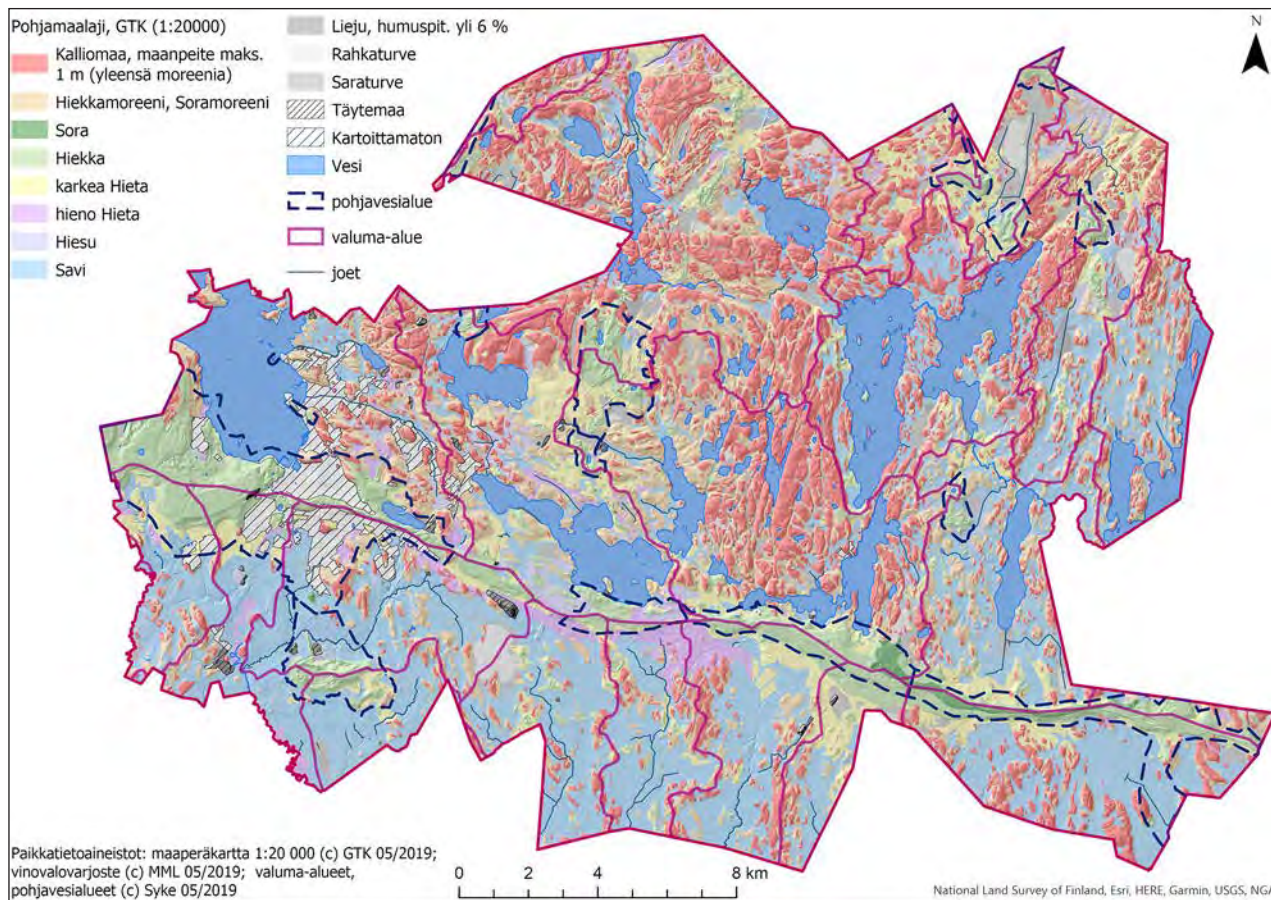 Pohjamaalaji, GTK (1:20000)
Kalliomaa, maanpeite maks.
1 m (yleensä moreenia)
Hiekkamoreeni, Soramoreeni
Sora
Hiekka
karkea Hieta
hieno Hieta
Hiesu
Savi
Lieju, humuspit. yli 6 %
Rahkaturve
Saraturve
Täytemaa
Kartoittamaton
Vesi
pohjavesialue
valuma-alue
joet
N
Paikkatietoaineistot: maaperäkartta 1:20 000 (c) GTK 05/2019;
vinovalovarjoste (c) MML 05/2019; valuma-alueet,
pohjavesialueet (c) Syke 05/2019
0 2 4 8 km
National Land Survey of Finland, Esri, HERE, Garmin, USGS, NGA